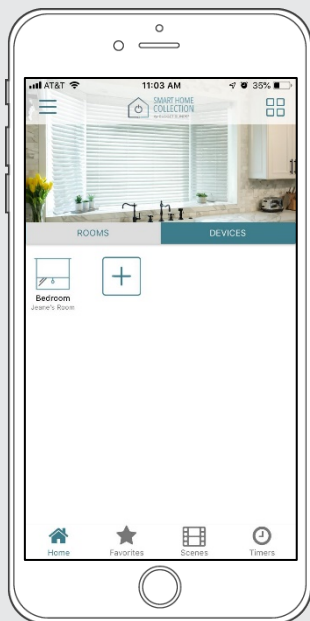 AT&T 11:03 AM 35%
SMART HOME
COLLECTION
ROOMS DEVICES
Bedroom
Jeane's Room
Home Favorites Scenes Timers